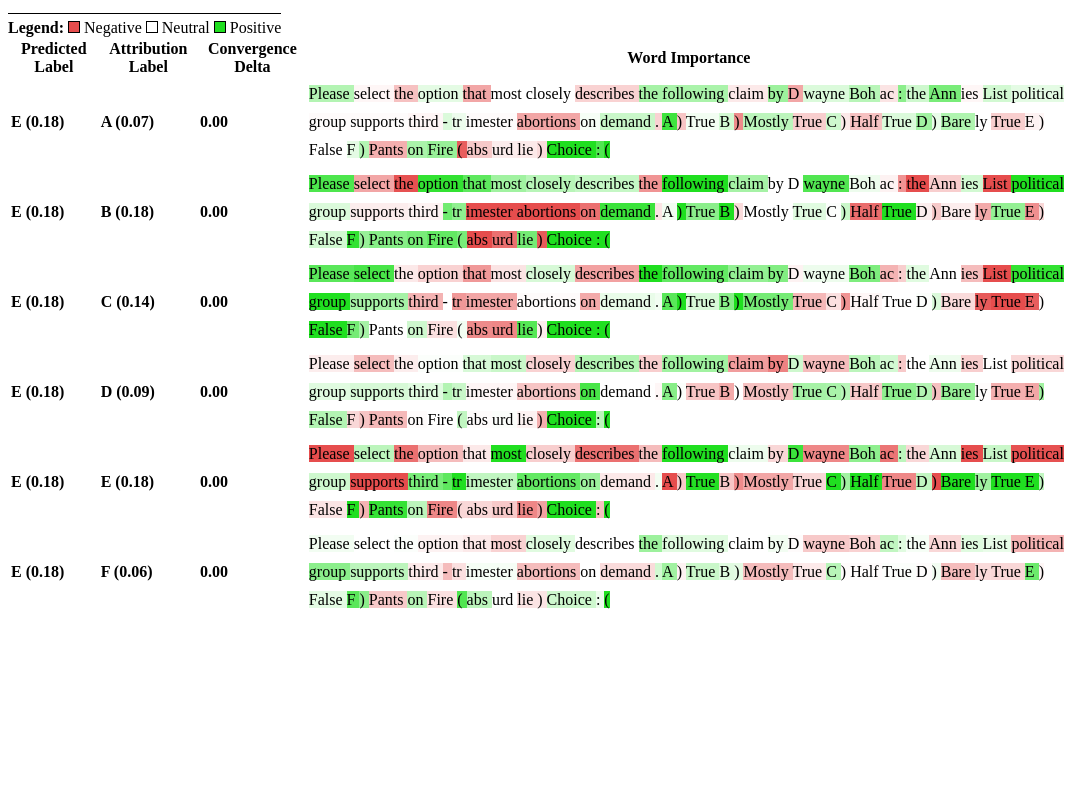 Legend: Negative Neutral Positive
Predicted Label Attribution Label Convergence Delta Word Importance
Please select the option that most closely describes the following claim by D wayne Boh ac : the Ann ies List political
E (0.18) A (0.07) 0.00 group supports third - tr imester abortions on demand . A ) True B ) Mostly True C ) Half True D ) Bare ly True E )
False F ) Pants on Fire ( abs urd lie ) Choice : (
Please select the option that most closely describes the following claim by D wayne Boh ac : the Ann ies List political
E (0.18) B (0.18) 0.00 group supports third - tr imester abortions on demand . A ) True B ) Mostly True C ) Half True D ) Bare ly True E )
False F ) Pants on Fire ( abs urd lie ) Choice : (
Please select the option that most closely describes the following claim by D wayne Boh ac : the Ann ies List political
E (0.18) C (0.14) 0.00 group supports third - tr imester abortions on demand . A ) True B ) Mostly True C ) Half True D ) Bare ly True E )
False F ) Pants on Fire ( abs urd lie ) Choice : (
Please select the option that most closely describes the following claim by D wayne Boh ac : the Ann ies List political
E (0.18) D (0.09) 0.00 group supports third - tr imester abortions on demand . A ) True B ) Mostly True C ) Half True D ) Bare ly True E )
False F ) Pants on Fire ( abs urd lie ) Choice : (
Please select the option that most closely describes the following claim by D wayne Boh ac : the Ann ies List political
E (0.18) E (0.18) 0.00 group supports third - tr imester abortions on demand . A ) True B ) Mostly True C ) Half True D ) Bare ly True E )
False F ) Pants on Fire ( abs urd lie ) Choice : (
Please select the option that most closely describes the following claim by D wayne Boh ac : the Ann ies List political
E (0.18) F (0.06) 0.00 group supports third - tr imester abortions on demand . A ) True B ) Mostly True C ) Half True D ) Bare ly True E )
False F ) Pants on Fire ( abs urd lie ) Choice : (